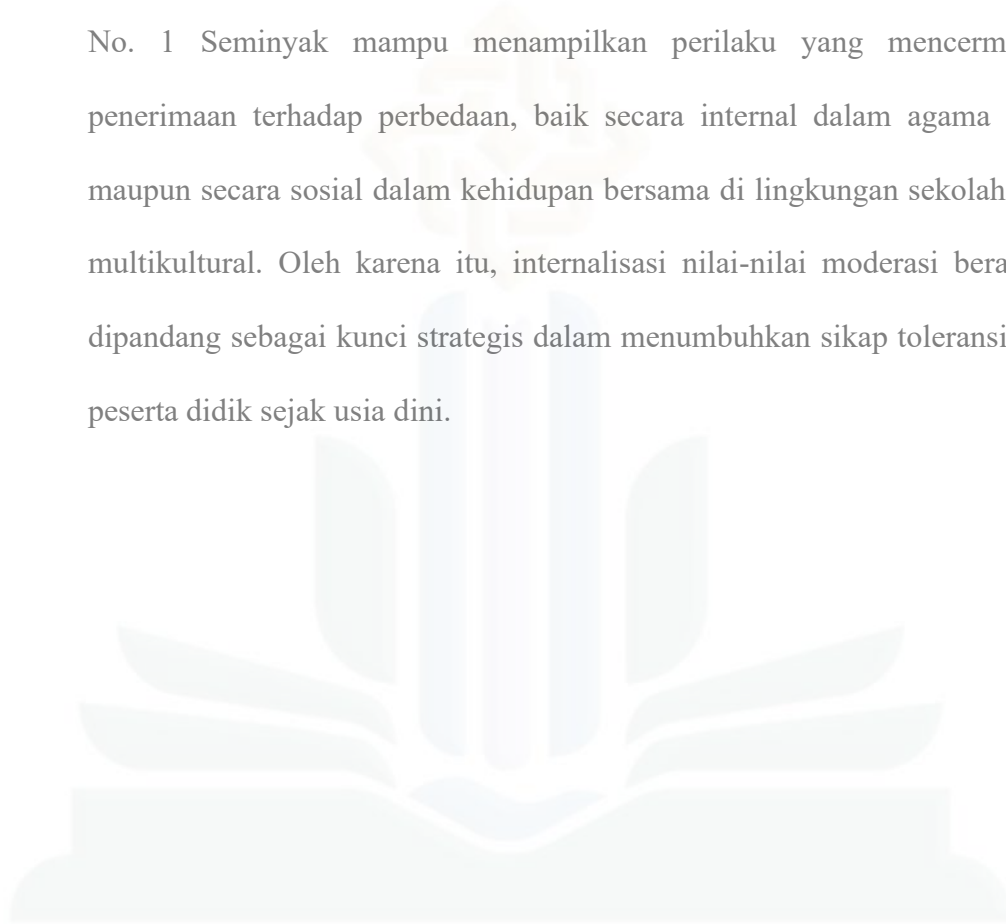 No. 1 Seminyak mampu menampilkan perilaku yang mencerm
penerimaan terhadap perbedaan, baik secara internal dalam agama
maupun secara sosial dalam kehidupan bersama di lingkungan sekolah
multikultural. Oleh karena itu, internalisasi nilai-nilai moderasi bera
dipandang sebagai kunci strategis dalam menumbuhkan sikap toleransi
peserta didik sejak usia dini.